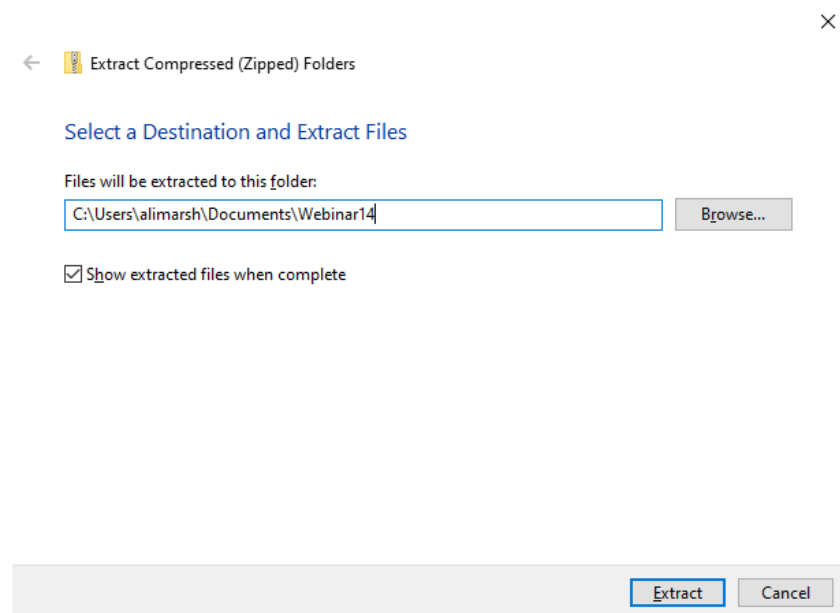 Extract Compressed (Zipped) Folders
Select a Destination and Extract Files
Files will be extracted to this folder:
C:\Users\alimarsh\Documents\Webinar14
Browse...
Show extracted files when complete
Extract
Cancel